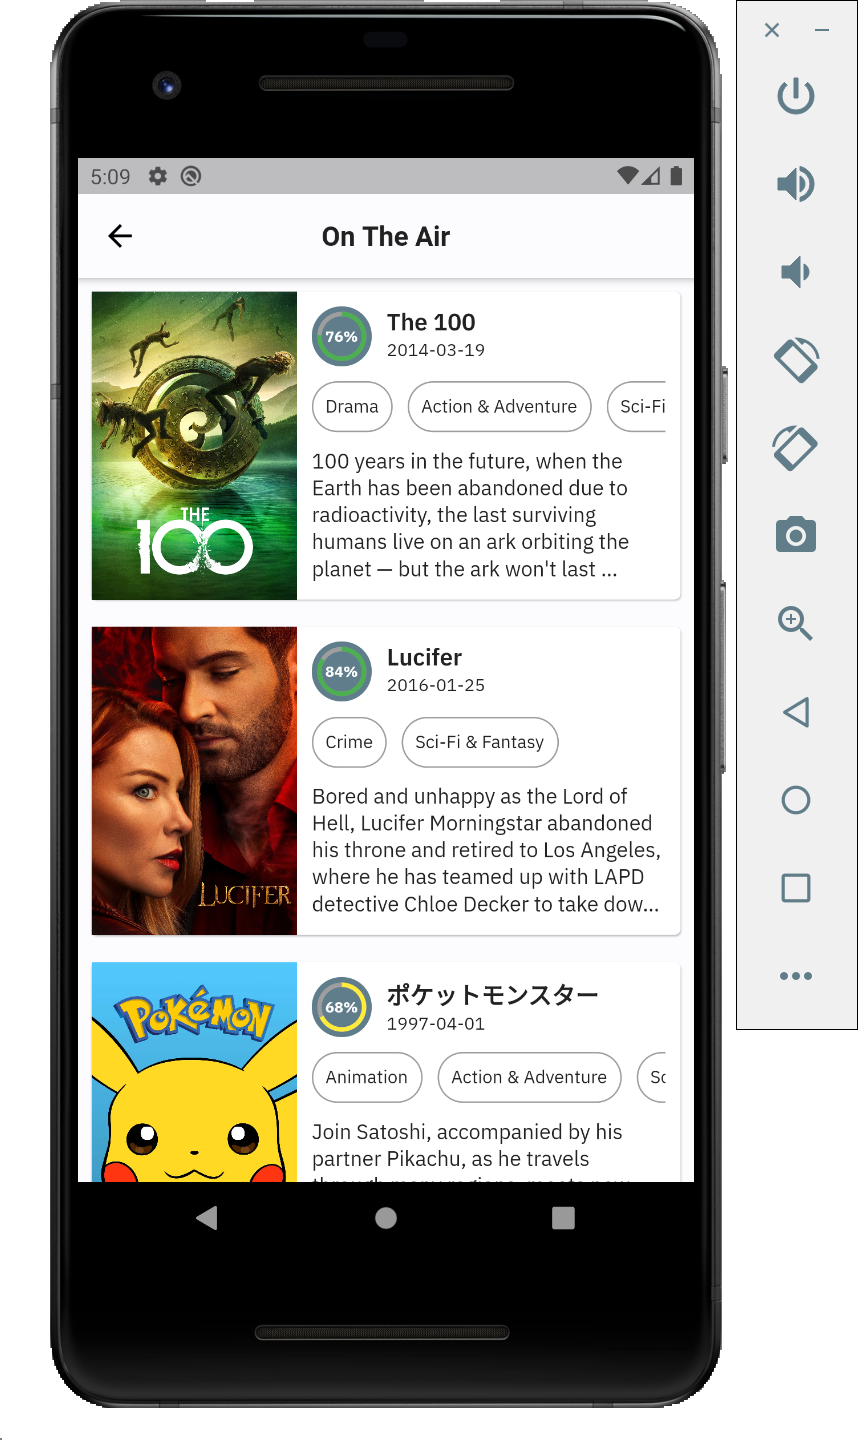 5:09
On The Air
THE
100
76%
The 100
2014-03-19
Drama
Action & Adventure
Sci-Fi
100 years in the future, when the
Earth has been abandoned due to
radioactivity, the last surviving
humans live on an ark orbiting the
planet — but the ark won't last ...
LUCIFER
84%
Lucifer
2016-01-25
Crime
Sci-Fi & Fantasy
Bored and unhappy as the Lord of
Hell, Lucifer Morningstar abandoned
his throne and retired to Los Angeles,
where he has teamed up with LAPD
detective Chloe Decker to take dow...
POKéMON
68%
ポケットモンスター
1997-04-01
Animation
Action & Adventure
Join Satoshi, accompanied by his
partner Pikachu, as he travels